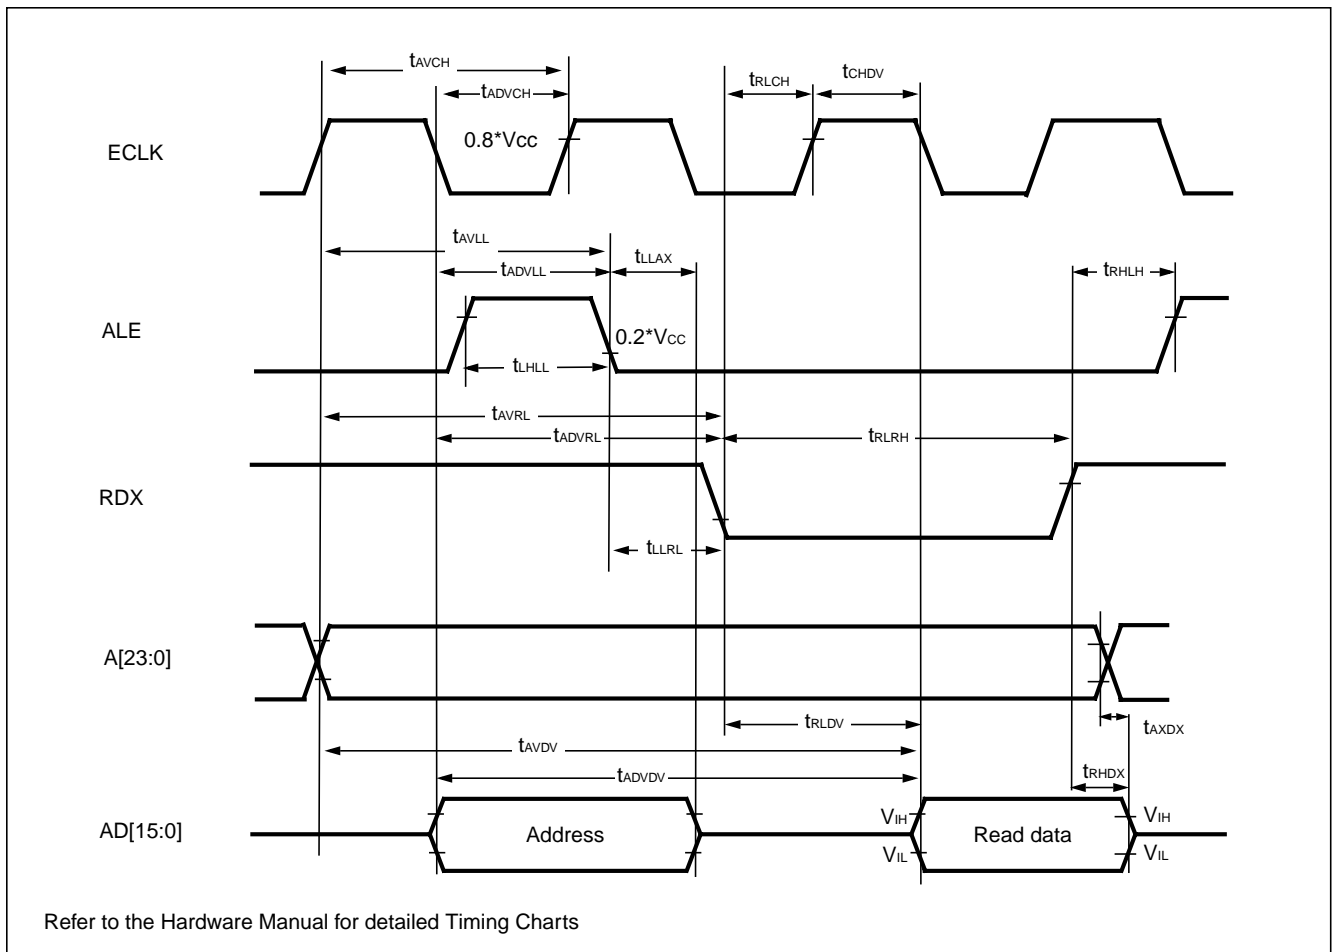 tAVCH
tADVCH
tRLCH
tCHDV
ECLK
0.8*Vcc
tAVLL
tADVLL
tLLAX
tRHLH
ALE
0.2*VCC
tLHLL
tAVRL
tADVRL
tRLRH
RDX
tLLRL
A[23:0]
tRLDV
tAXDX
tAVDV
tADVDV
tRHDX
AD[15:0]
Address
VIH
VIL
Read data
VIH
VIL
Refer to the Hardware Manual for detailed Timing Charts